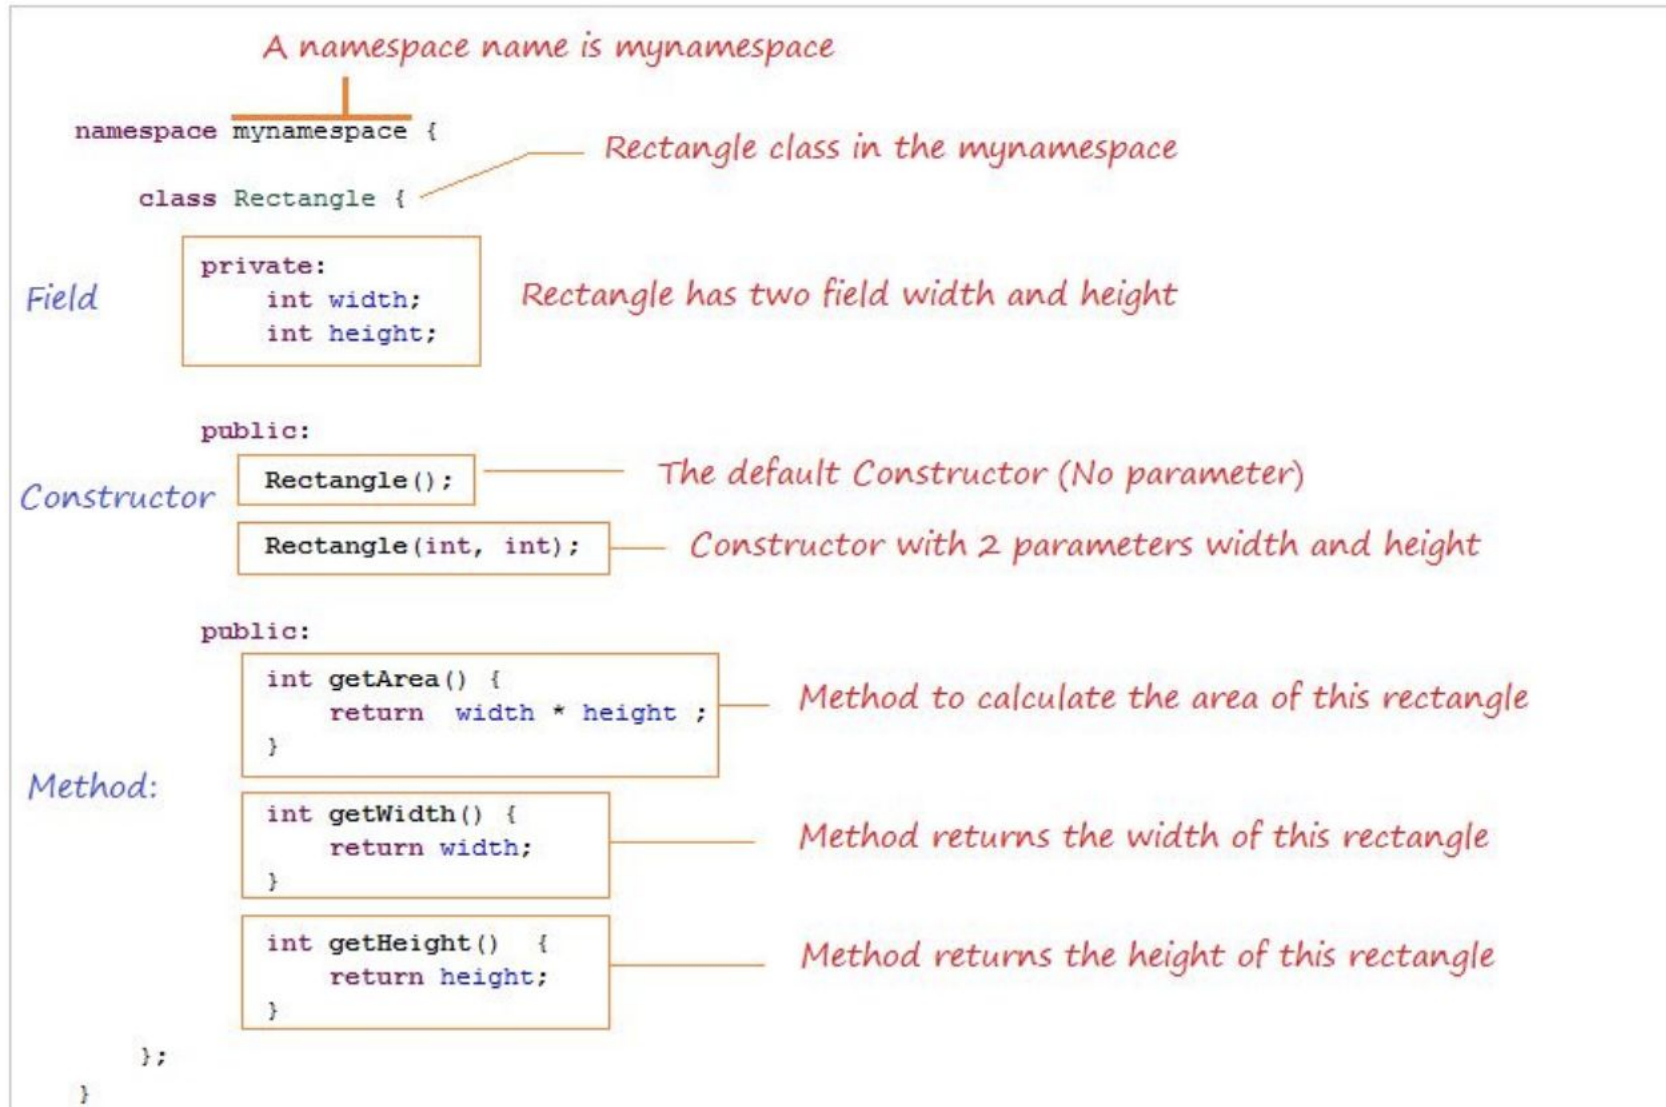 A namespace name is mynamespace
namespace mynamespace {
Rectangle class in the mynamespace
class Rectangle {
private:
Field
int width;
Rectangle has two field width and height
int height;
public:
Constructor
Rectangle();
The default Constructor (No parameter)
Rectangle(int, int);
Constructor with 2 parameters width and height
public:
int getArea() {
return width * height ;
}
Method to calculate the area of this rectangle
Method:
int getWidth() {
return width;
}
Method returns the width of this rectangle
int getHeight() {
return height;
}
Method returns the height of this rectangle
};
}